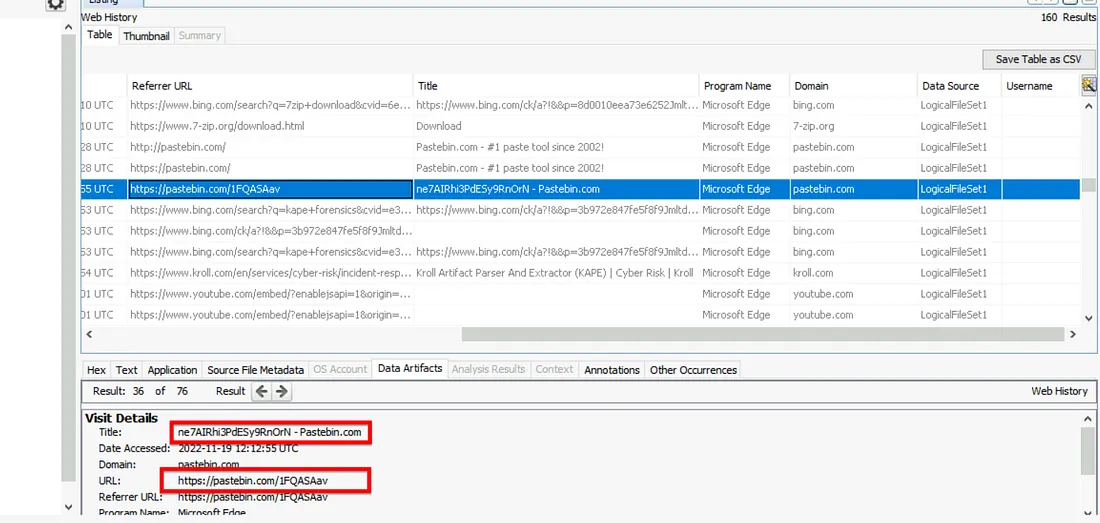 Listing
Web History
160 Results
Table Thumbnail Summary
Save Table as CSV
Referrer URL Title Program Name Domain Data Source Username
10 UTC https://www.bing.com/search?q=7zip+download&cvid=6e... https://www.bing.com/ck/a?!&&p=8d0010eea73e6252Jmltd... Microsoft Edge bing.com LogicalFileSet1
10 UTC https://www.7-zip.org/download.html Download Microsoft Edge 7-zip.org LogicalFileSet1
28 UTC http://pastebin.com/ Pastebin.com - #1 paste tool since 2002! Microsoft Edge pastebin.com LogicalFileSet1
28 UTC https://pastebin.com/ Pastebin.com - #1 paste tool since 2002! Microsoft Edge pastebin.com LogicalFileSet1
55 UTC https://pastebin.com/1FQASAav ne7AIRhi3PdESy9RnOrN - Pastebin.com Microsoft Edge pastebin.com LogicalFileSet1
53 UTC https://www.bing.com/search?q=kape+forensics&cvid=e3... https://www.bing.com/ck/a?!&&p=3b972e847fe5f8f9Jmltd... Microsoft Edge bing.com LogicalFileSet1
53 UTC https://www.bing.com/ck/a?!&&p=3b972e847fe5f8f9Jmltd... Microsoft Edge bing.com LogicalFileSet1
53 UTC https://www.bing.com/search?q=kape+forensics&cvid=e3... https://www.bing.com/ck/a?!&&p=3b972e847fe5f8f9Jmltd... Microsoft Edge bing.com LogicalFileSet1
54 UTC https://www.kroll.com/en/services/cyber-risk/incident-resp... Kroll Artifact Parser And Extractor (KAPE) | Cyber Risk | Kroll Microsoft Edge kroll.com LogicalFileSet1
01 UTC https://www.youtube.com/embed/?enablejsapi=1&origin=... Microsoft Edge youtube.com LogicalFileSet1
01 UTC https://www.youtube.com/embed/?enablejsapi=1&origin=... Microsoft Edge youtube.com LogicalFileSet1
Hex Text Application Source File Metadata OS Account Data Artifacts Analysis Results Context Annotations Other Occurrences
Result: 36 of 76 Result Web History
Visit Details
Title: ne7AIRhi3PdESy9RnOrN - Pastebin.com
Date Accessed: 2022-11-19 12:12:55 UTC
Domain: pastebin.com
URL: https://pastebin.com/1FQASAav
Referrer URL: https://pastebin.com/1FQASAav
Program Name: Microsoft Edge